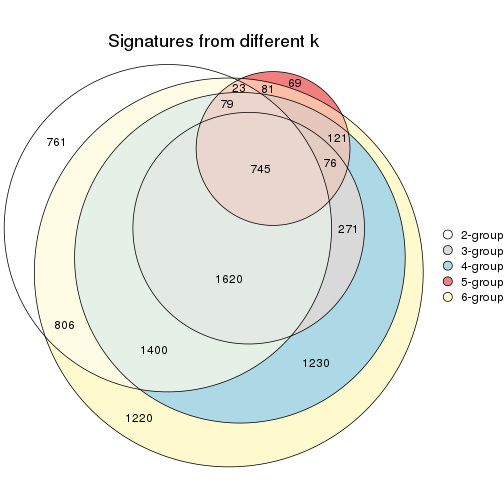 Signatures from different k
23
81
69
79
761
121
76
745
271
1620
806
1400
1230
1220
2-group
3-group
4-group
5-group
6-group